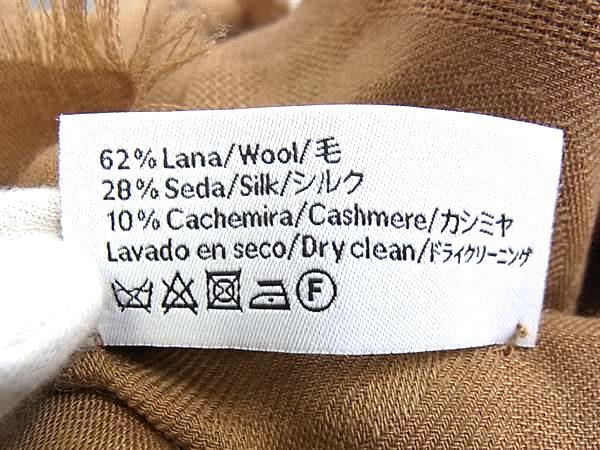 62% Lana/Wool/毛
28% Seda/Silk/シルク
10% Cachemira/Cashmere/カシミヤ
Lavado en seco/Dry clean/ドライクリーニング
F